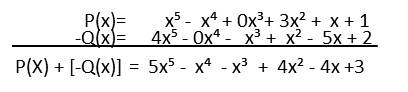 P(x)= x⁵ - x⁴ + 0x³+ 3x² + x + 1
-Q(x)= 4x⁵ - 0x⁴ - x³ + x² - 5x + 2
P(X) + [-Q(x)] = 5x⁵ - x⁴ - x³ + 4x² - 4x +3